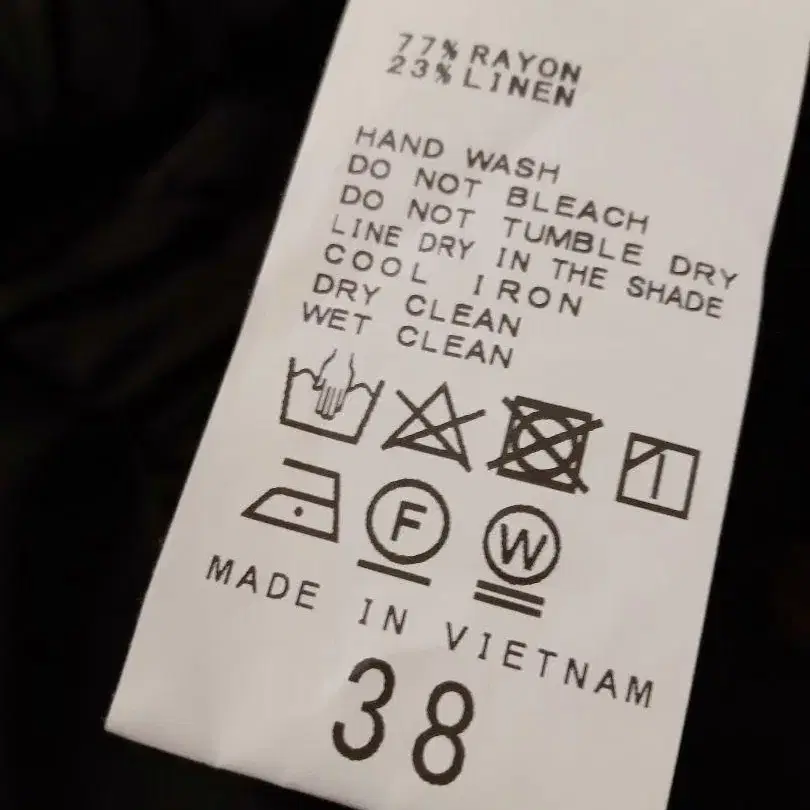 77% RAYON
23% LINEN
HAND WASH
DO NOT BLEACH
DO NOT TUMBLE DRY
LINE DRY IN THE SHADE
COOL IRON
DRY CLEAN
WET CLEAN
F W
MADE IN VIETNAM
38